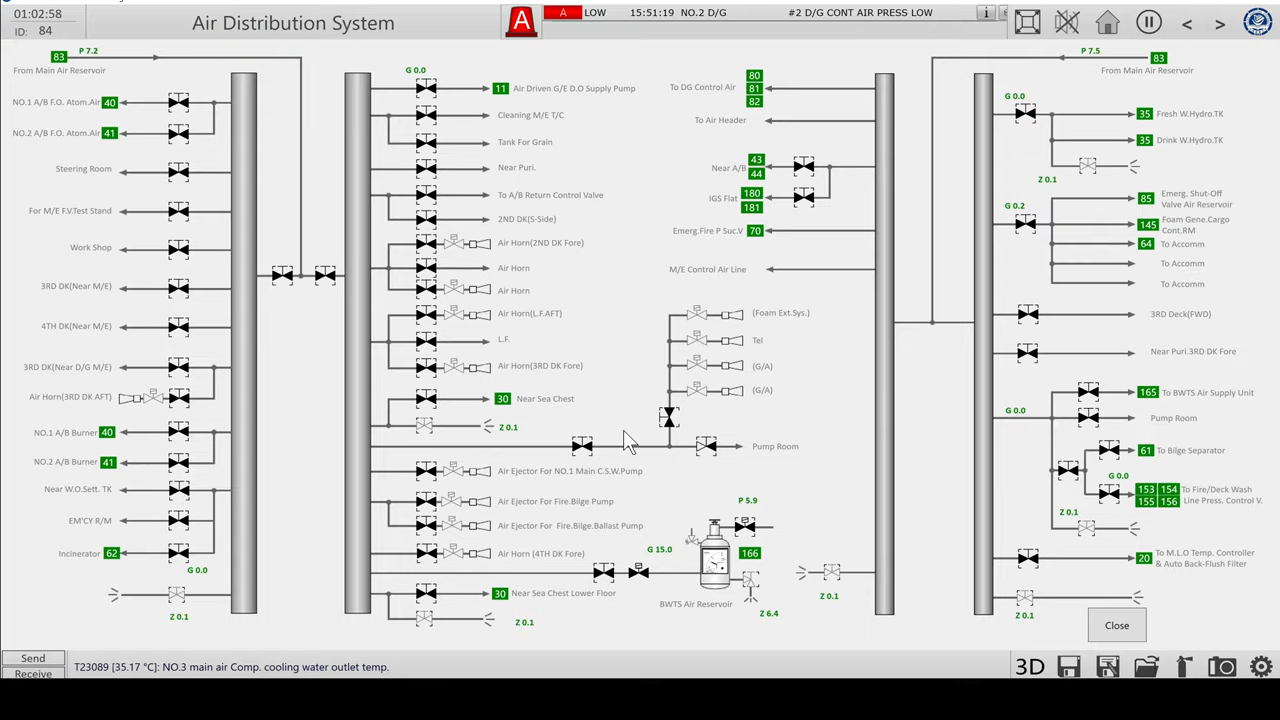 01:02:58
ID: 84
Air Distribution System
A
A LOW 15:51:19 NO.2 D/G #2 D/G CONT AIR PRESS LOW
i
83
P 7.2
From Main Air Reservoir
NO.1 A/B F.O. Atom.Air 40
NO.2 A/B F.O. Atom.Air 41
Steering Room
For M/E F.V.Test Stand
Work Shop
3RD DK(Near M/E)
4TH DK(Near M/E)
3RD DK(Near D/G M/E)
Air Horn(3RD DK AFT)
NO.1 A/B Burner 40
NO.2 A/B Burner 41
Near W.O.Sett. TK
EM'CY R/M
Incinerator 62
G 0.0
Z 0.1
G 0.0
11 Air Driven G/E D.O Supply Pump
Cleaning M/E T/C
Tank For Grain
Near Puri.
To A/B Return Control Valve
2ND DK(S-Side)
Air Horn(2ND DK Fore)
Air Horn
Air Horn
Air Horn(L.F.AFT)
L.F.
Air Horn(3RD DK Fore)
30 Near Sea Chest
Z 0.1
Air Ejector For NO.1 Main C.S.W.Pump
Air Ejector For Fire.Bilge Pump
Air Ejector For Fire.Bilge.Ballast Pump
Air Horn (4TH DK Fore)
30 Near Sea Chest Lower Floor
Z 0.1
To DG Control Air
80
81
82
To Air Header
Near A/B
43
44
IGS Flat
180
181
Emerg.Fire P Suc.V 70
M/E Control Air Line
(Foam Ext.Sys.)
Tel
(G/A)
(G/A)
Pump Room
P 5.9
G 15.0
166
BWTS Air Reservoir
Z 6.4
Z 0.1
P 7.5
83
From Main Air Reservoir
G 0.0
35 Fresh W.Hydro.TK
35 Drink W.Hydro.TK
Z 0.1
G 0.2
85 Emerg. Shut-Off
Valve Air Reservoir
145 Foam Gene.Cargo
Cont.RM
64 To Accomm
To Accomm
To Accomm
3RD Deck(FWD)
Near Puri.3RD DK Fore
G 0.0
165 To BWTS Air Supply Unit
Pump Room
61 To Bilge Separator
G 0.0
153 154 To Fire/Deck Wash
155 156 Line Press. Control V.
Z 0.1
20 To M.L.O Temp. Controller
& Auto Back-Flush Filter
Z 0.1
Close
Send
Receive
T23089 [35.17 °C]: NO.3 main air Comp. cooling water outlet temp.
3D